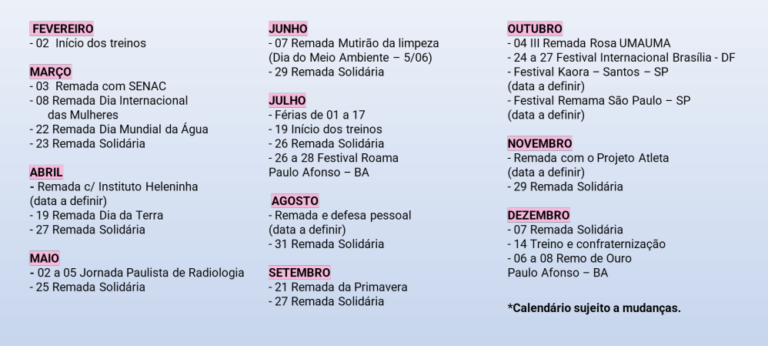 FEVEREIRO
- 02 Início dos treinos
MARÇO
- 03 Remada com SENAC
- 08 Remada Dia Internacional
das Mulheres
- 22 Remada Dia Mundial da Água
- 23 Remada Solidária
ABRIL
- Remada c/ Instituto Heleninha
(data a definir)
- 19 Remada Dia da Terra
- 27 Remada Solidária
MAIO
- 02 a 05 Jornada Paulista de Radiologia
- 25 Remada Solidária
JUNHO
- 07 Remada Mutirão da limpeza
(Dia do Meio Ambiente – 5/06)
- 29 Remada Solidária
JULHO
- Férias de 01 a 17
- 19 Início dos treinos
- 26 Remada Solidária
- 26 a 28 Festival Roama
Paulo Afonso – BA
AGOSTO
- Remada e defesa pessoal
(data a definir)
- 31 Remada Solidária
SETEMBRO
- 21 Remada da Primavera
- 27 Remada Solidária
OUTUBRO
- 04 III Remada Rosa UMAUMA
- 24 a 27 Festival Internacional Brasília - DF
- Festival Kaora – Santos – SP
(data a definir)
- Festival Remama São Paulo – SP
(data a definir)
NOVEMBRO
- Remada com o Projeto Atleta
(data a definir)
- 29 Remada Solidária
DEZEMBRO
- 07 Remada Solidária
- 14 Treino e confraternização
- 06 a 08 Remo de Ouro
Paulo Afonso – BA
*Calendário sujeito a mudanças.